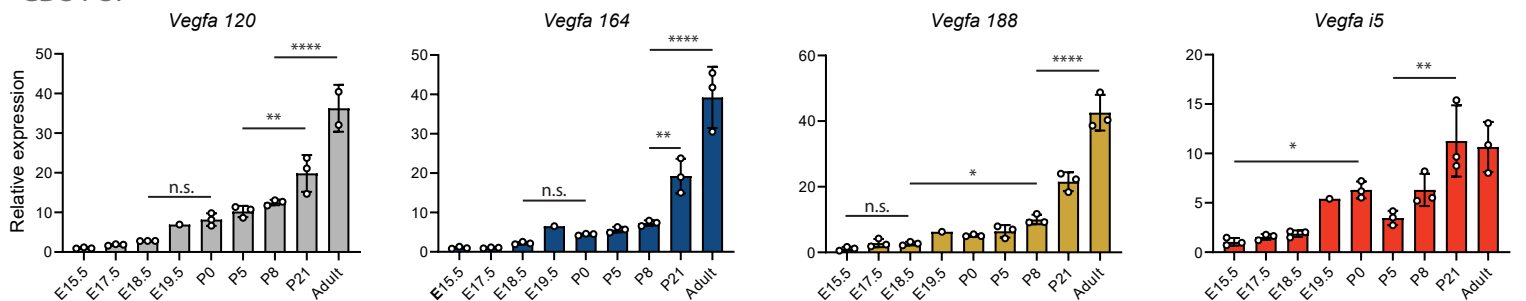 Vegfa 120
Relative expression
50
40
30
20
10
0
n.s.
**
****
E15.5
E17.5
E18.5
E19.5
P0
P5
P8
P21
Adult
Vegfa 164
50
40
30
20
10
0
n.s.
**
****
E15.5
E17.5
E18.5
E19.5
P0
P5
P8
P21
Adult
Vegfa 188
60
40
20
0
n.s.
*
****
E15.5
E17.5
E18.5
E19.5
P0
P5
P8
P21
Adult
Vegfa i5
20
15
10
5
0
*
**
E15.5
E17.5
E18.5
E19.5
P0
P5
P8
P21
Adult